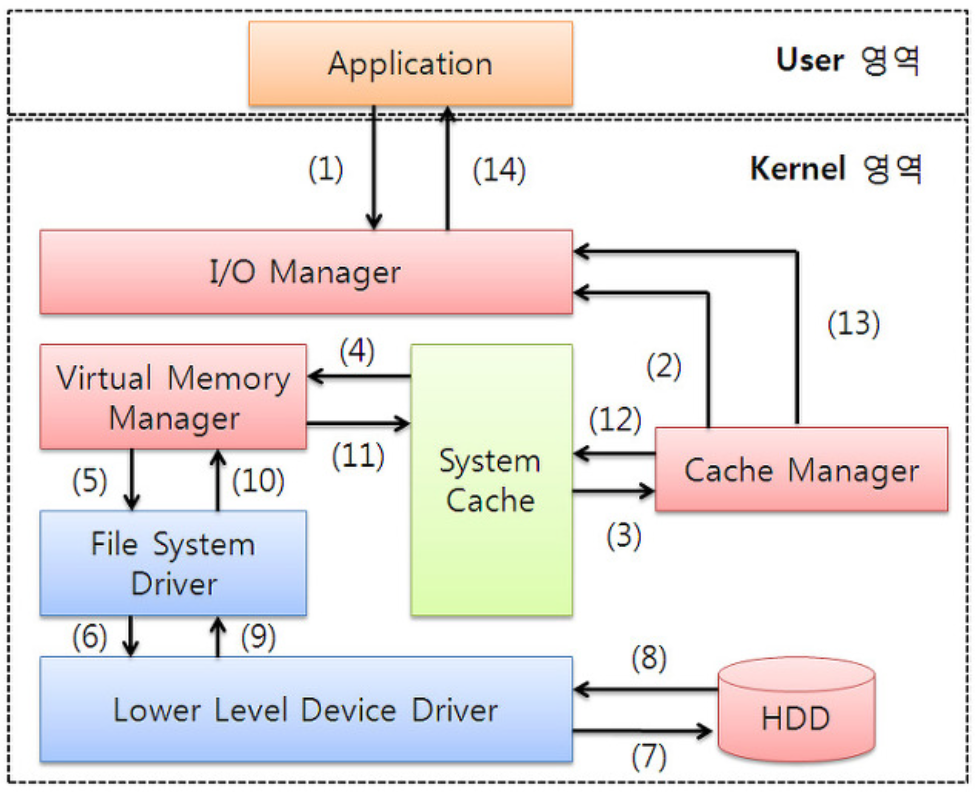 Application
User 영역
(1)
(14)
Kernel 영역
I/O Manager
(13)
(2)
(4)
Virtual Memory
Manager
(11)
(12)
System
Cache
Cache Manager
(3)
(5)
(10)
File System
Driver
(6)
(9)
(8)
Lower Level Device Driver
HDD
(7)